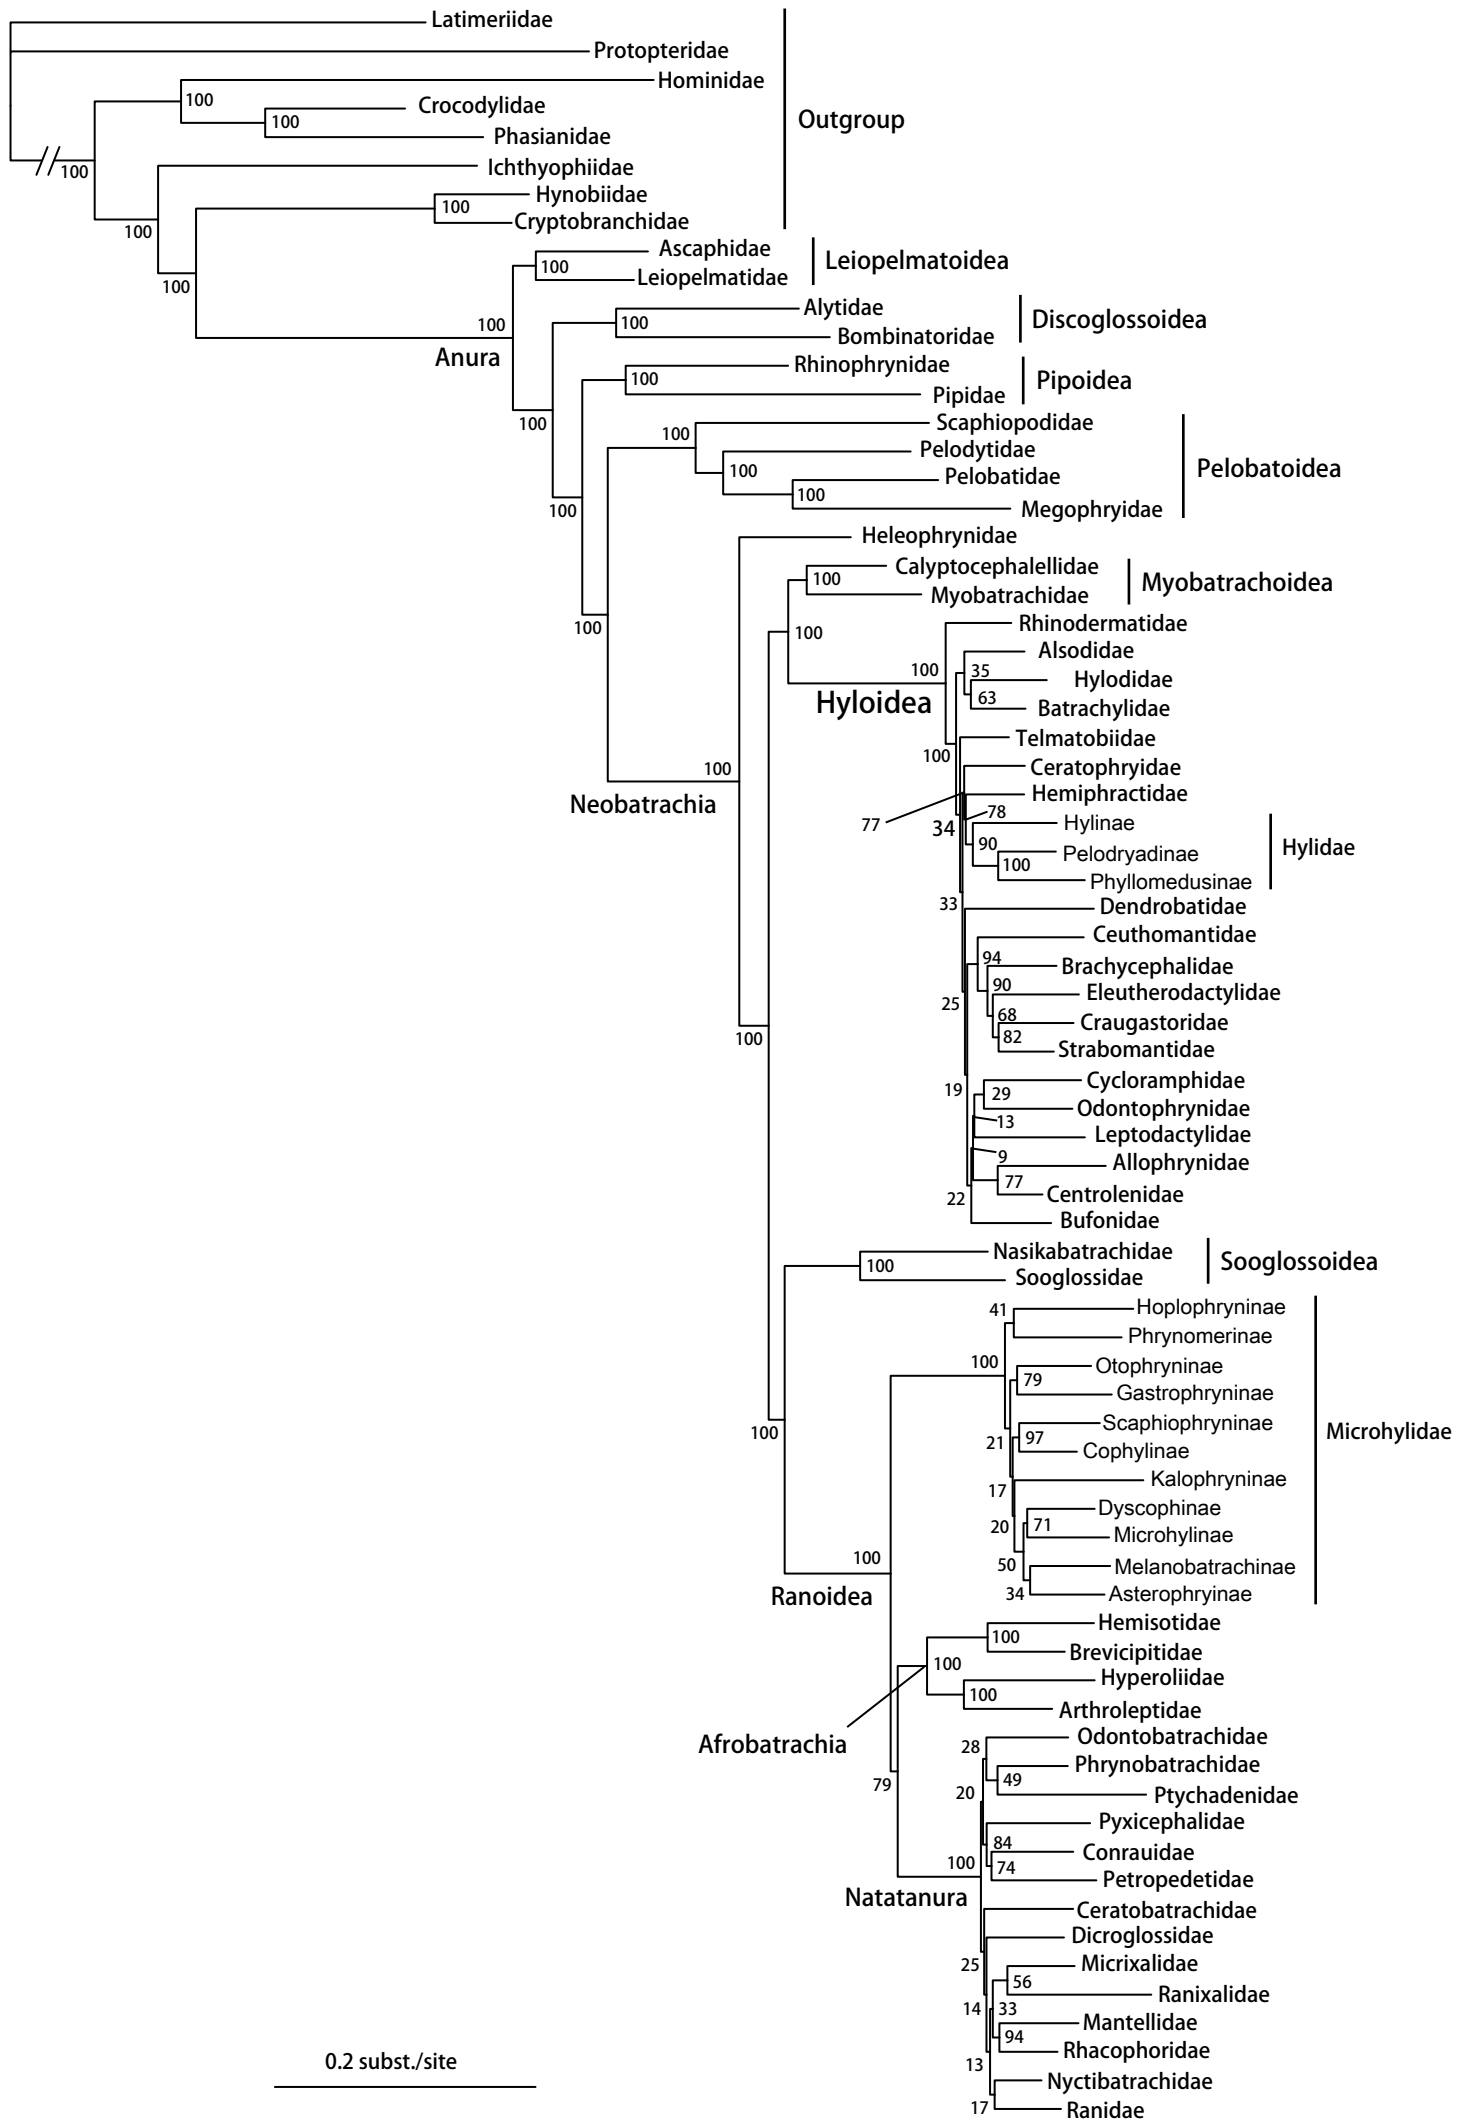 Latimeriidae
Protopteridae
Hominidae
100
Crocodylidae
Outgroup
100
Phasianidae
100
Ichthyophiidae
Hynobiidae
100
Cryptobranchidae
100
Ascaphidae
Leiopelmatoidea
100
Leiopelmatidae
100
Alytidae
Discoglossoidea
100
100
Bombinatoridae
Anura
Rhinophrynidae
Pipoidea
100
Pipidae
100
Scaphiopodidae
100
Pelodytidae
Pelobatoidea
100
Pelobatidae
100
Megophryidae
100
Heleophrynidae
Calyptocephalellidae
Myobatrachoidea
100
Myobatrachidae
100
Rhinodermatidae
100
Alsodidae
100
35
Hylodidae
63
Hyloidea
Batrachylidae
Telmatobiidae
100
Ceratophryidae
100
Hemiphractidae
Neobatrachia
78
77
34
Hylinae
90
Hylidae
Pelodryadinae
100
Phyllomedusinae
33
Dendrobatidae
Ceuthomantidae
94
Brachycephalidae
90
Eleutherodactylidae
25
68
Craugastoridae
82
100
Strabomantidae
Cycloramphidae
19
29
Odontophrynidae
13
Leptodactylidae
9
Allophrynidae
77
22
Centrolenidae
Bufonidae
Nasikabatrachidae
Sooglossoidea
100
Sooglossidae
41
Hoplophryninae
Phrynomerinae
100
Otophryninae
79
Gastrophryninae
Scaphiophryninae
Microhylidae
100
21
97
Cophylinae
Kalophryninae
17
Dyscophinae
20
71
Microhylinae
100
50
Melanobatrachinae
34
Asterophryinae
Ranoidea
Hemisotidae
100
Brevicipitidae
100
Hyperoliidae
100
Arthroleptidae
Afrobatrachia
Odontobatrachidae
28
Phrynobatrachidae
79
49
20
Ptychadenidae
Pyxicephalidae
84
Conrauidae
100
74
Petropedetidae
Natatanura
Ceratobatrachidae
Dicroglossidae
25
Micrixalidae
56
Ranixalidae
14
33
Mantellidae
94
Rhacophoridae
0.2 subst./site
13
Nyctibatrachidae
17
Ranidae